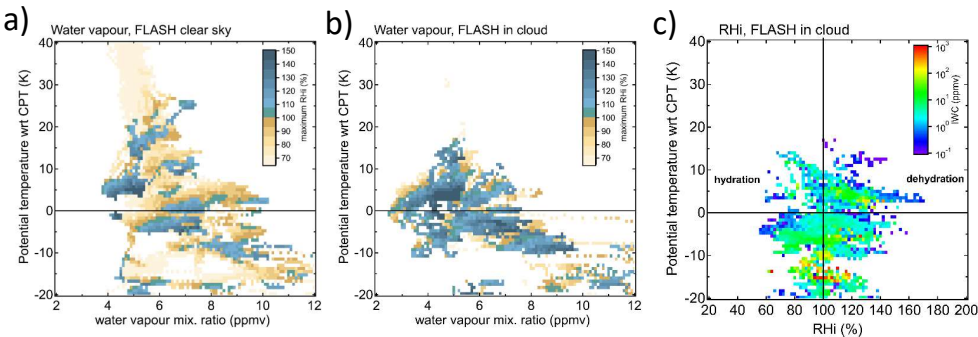 a)
Water vapour, FLASH clear sky
40
30
20
10
0
-10
-20
Potential temperature wrt CPT (K)
2 4 6 8 10 12
water vapour mix. ratio (ppmv)
150
140
130
120
110
100
90
80
70
maximum RHi (%)
b)
Water vapour, FLASH in cloud
40
30
20
10
0
-10
-20
Potential temperature wrt CPT (K)
2 4 6 8 10 12
water vapour mix. ratio (ppmv)
150
140
130
120
110
100
90
80
70
maximum RHi (%)
c)
RHi, FLASH in cloud
40
30
20
10
0
-10
-20
Potential temperature wrt CPT (K)
hydration
dehydration
20 40 60 80 100 120 140 160 180 200
RHi (%)
10³
10²
10¹
10⁰
10⁻¹
IWC (ppmv)